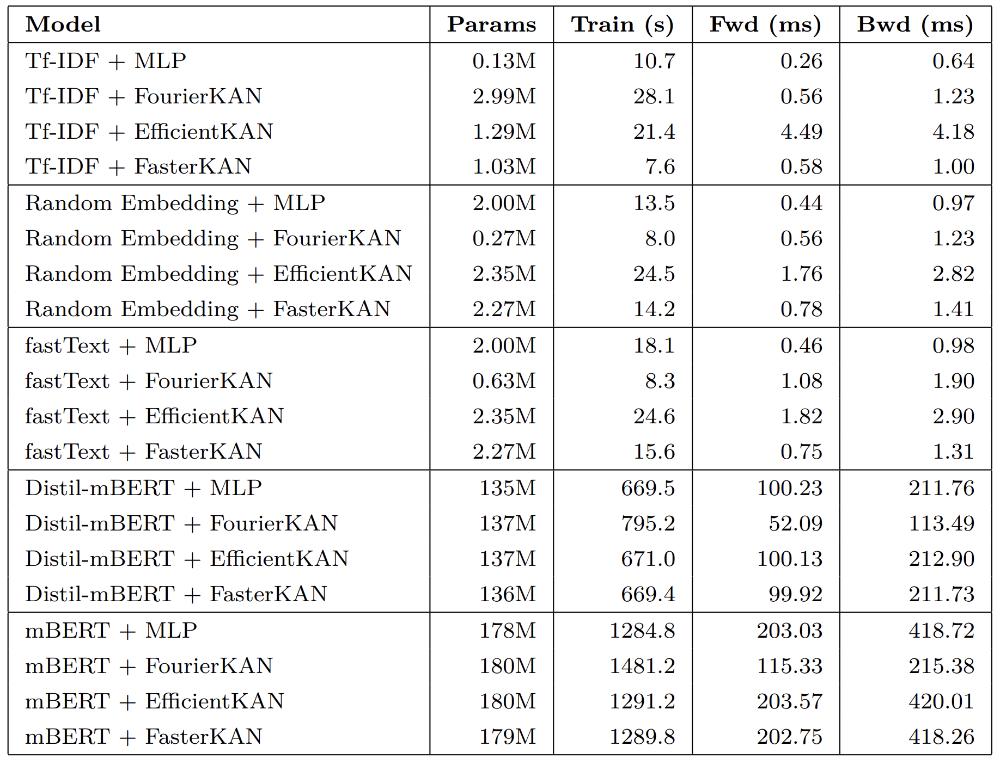 Model Params Train (s) Fwd (ms) Bwd (ms)
Tf-IDF + MLP 0.13M 10.7 0.26 0.64
Tf-IDF + FourierKAN 2.99M 28.1 0.56 1.23
Tf-IDF + EfficientKAN 1.29M 21.4 4.49 4.18
Tf-IDF + FasterKAN 1.03M 7.6 0.58 1.00
Random Embedding + MLP 2.00M 13.5 0.44 0.97
Random Embedding + FourierKAN 0.27M 8.0 0.56 1.23
Random Embedding + EfficientKAN 2.35M 24.5 1.76 2.82
Random Embedding + FasterKAN 2.27M 14.2 0.78 1.41
fastText + MLP 2.00M 18.1 0.46 0.98
fastText + FourierKAN 0.63M 8.3 1.08 1.90
fastText + EfficientKAN 2.35M 24.6 1.82 2.90
fastText + FasterKAN 2.27M 15.6 0.75 1.31
Distil-mBERT + MLP 135M 669.5 100.23 211.76
Distil-mBERT + FourierKAN 137M 795.2 52.09 113.49
Distil-mBERT + EfficientKAN 137M 671.0 100.13 212.90
Distil-mBERT + FasterKAN 136M 669.4 99.92 211.73
mBERT + MLP 178M 1284.8 203.03 418.72
mBERT + FourierKAN 180M 1481.2 115.33 215.38
mBERT + EfficientKAN 180M 1291.2 203.57 420.01
mBERT + FasterKAN 179M 1289.8 202.75 418.26